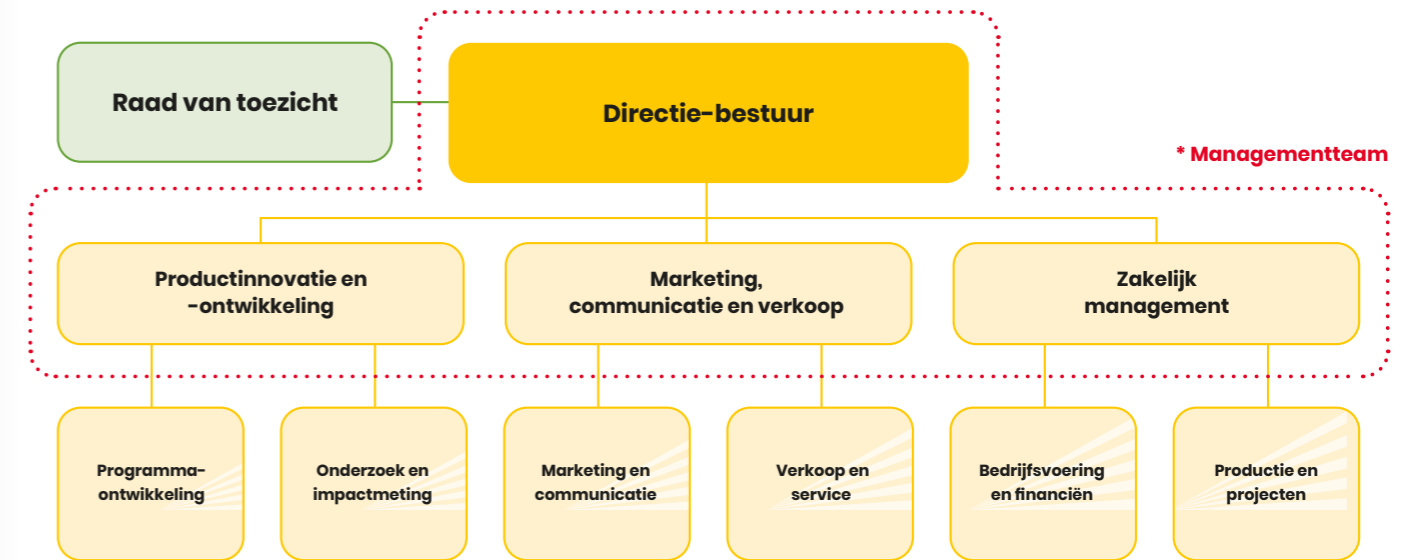 Raad van toezicht
Directie-bestuur
* Managementteam
Productinnovatie en
-ontwikkeling
Marketing,
communicatie en verkoop
Zakelijk
management
Programma-
ontwikkeling
Onderzoek en
impactmeting
Marketing en
communicatie
Verkoop en
service
Bedrijfsvoering
en financiën
Productie en
projecten